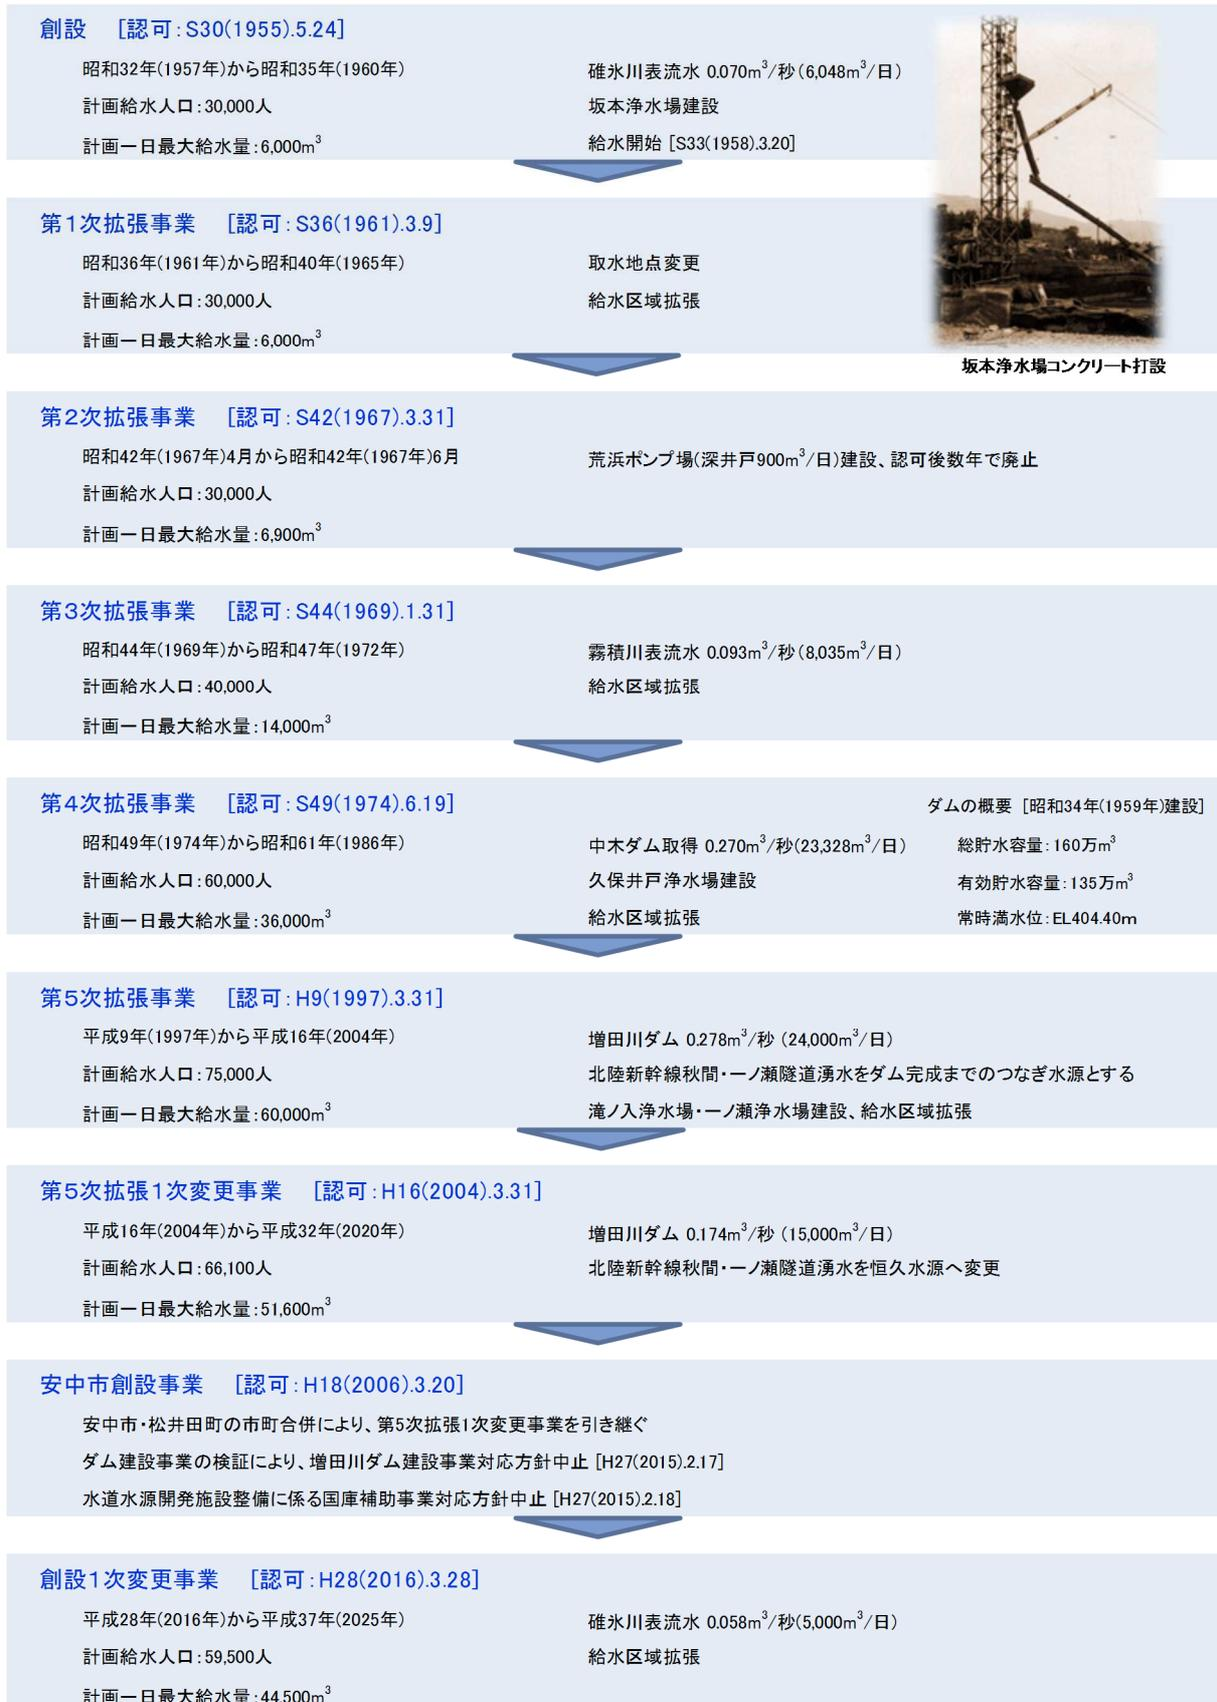 創設 [認可:S30(1955).5.24]
昭和32年(1957年)から昭和35年(1960年)
計画給水人口:30,000人
計画一日最大給水量:6,000m³
碓氷川表流水 0.070m³/秒(6,048m³/日)
坂本浄水場建設
給水開始 [S33(1958).3.20]
第1次拡張事業 [認可:S36(1961).3.9]
昭和36年(1961年)から昭和40年(1965年)
計画給水人口:30,000人
計画一日最大給水量:6,000m³
取水地点変更
給水区域拡張
坂本浄水場コンクリート打設
第2次拡張事業 [認可:S42(1967).3.31]
昭和42年(1967年)4月から昭和42年(1967年)6月
計画給水人口:30,000人
計画一日最大給水量:6,900m³
荒浜ポンプ場(深井戸900m³/日)建設、認可後数年で廃止
第3次拡張事業 [認可:S44(1969).1.31]
昭和44年(1969年)から昭和47年(1972年)
計画給水人口:40,000人
計画一日最大給水量:14,000m³
霧積川表流水 0.093m³/秒(8,035m³/日)
給水区域拡張
第4次拡張事業 [認可:S49(1974).6.19]
昭和49年(1974年)から昭和61年(1986年)
計画給水人口:60,000人
計画一日最大給水量:36,000m³
中木ダム取得 0.270m³/秒(23,328m³/日)
久保井戸浄水場建設
給水区域拡張
ダムの概要 [昭和34年(1959年)建設]
総貯水容量:160万m³
有効貯水容量:135万m³
常時満水位:EL404.40m
第5次拡張事業 [認可:H9(1997).3.31]
平成9年(1997年)から平成16年(2004年)
計画給水人口:75,000人
計画一日最大給水量:60,000m³
増田川ダム 0.278m³/秒 (24,000m³/日)
北陸新幹線秋間・一ノ瀬隧道湧水をダム完成までのつなぎ水源とする
滝ノ入浄水場・一ノ瀬浄水場建設、給水区域拡張
第5次拡張1次変更事業 [認可:H16(2004).3.31]
平成16年(2004年)から平成32年(2020年)
計画給水人口:66,100人
計画一日最大給水量:51,600m³
増田川ダム 0.174m³/秒 (15,000m³/日)
北陸新幹線秋間・一ノ瀬隧道湧水を恒久水源へ変更
安中市創設事業 [認可:H18(2006).3.20]
安中市・松井田町の市町合併により、第5次拡張1次変更事業を引き継ぐ
ダム建設事業の検証により、増田川ダム建設事業対応方針中止 [H27(2015).2.17]
水道水源開発施設整備に係る国庫補助事業対応方針中止 [H27(2015).2.18]
創設1次変更事業 [認可:H28(2016).3.28]
平成28年(2016年)から平成37年(2025年)
計画給水人口:59,500人
計画一日最大給水量:44,500m³
碓氷川表流水 0.058m³/秒(5,000m³/日)
給水区域拡張